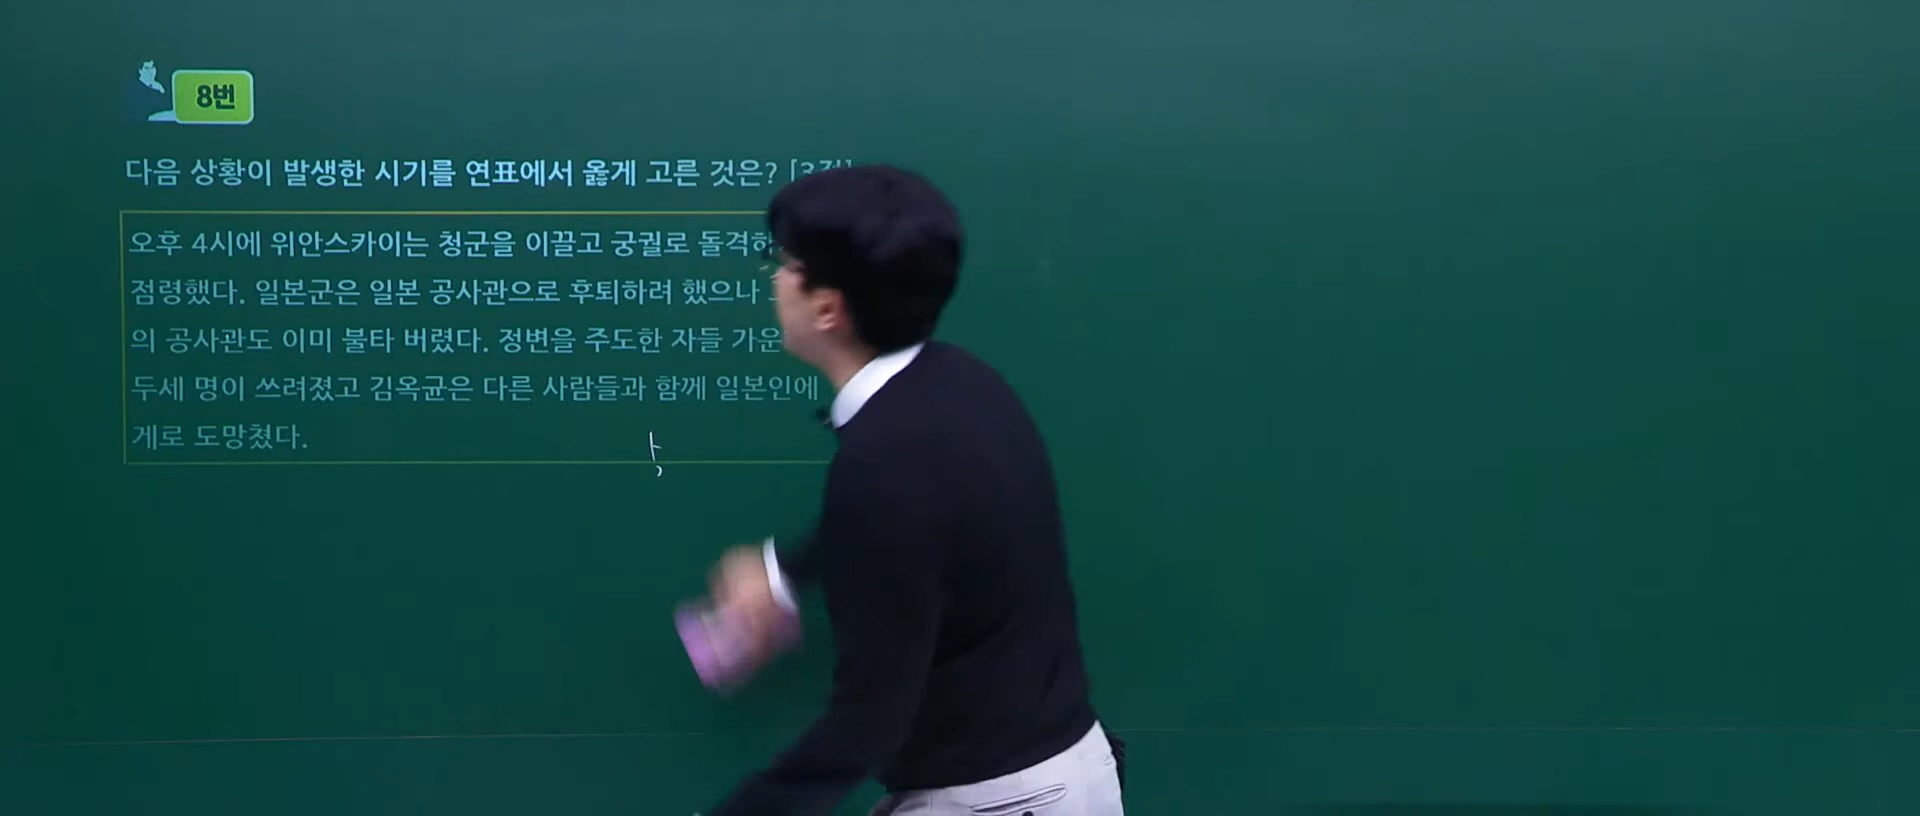 8번
다음 상황이 발생한 시기를 연표에서 옳게 고른 것은? [3점]
오후 4시에 위안스카이는 청군을 이끌고 궁궐로
점령했다. 일본군은 일본 공사관으로 후퇴하려 했으나
의 공사관도 이미 불타 버렸다. 정변을 주도한 자들
두세 명이 쓰려졌고 김옥균은 다른 사람들과 함께 일본인에
게로 도망쳤다.